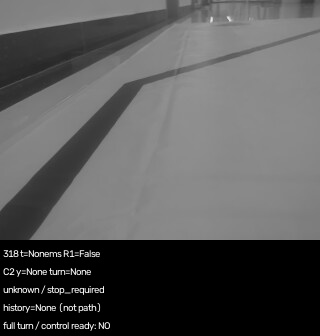 318 t=Nonems R1=False
C2 y=None turn=None
unknown / stop_required
history=None (not path)
full turn / control ready: NO